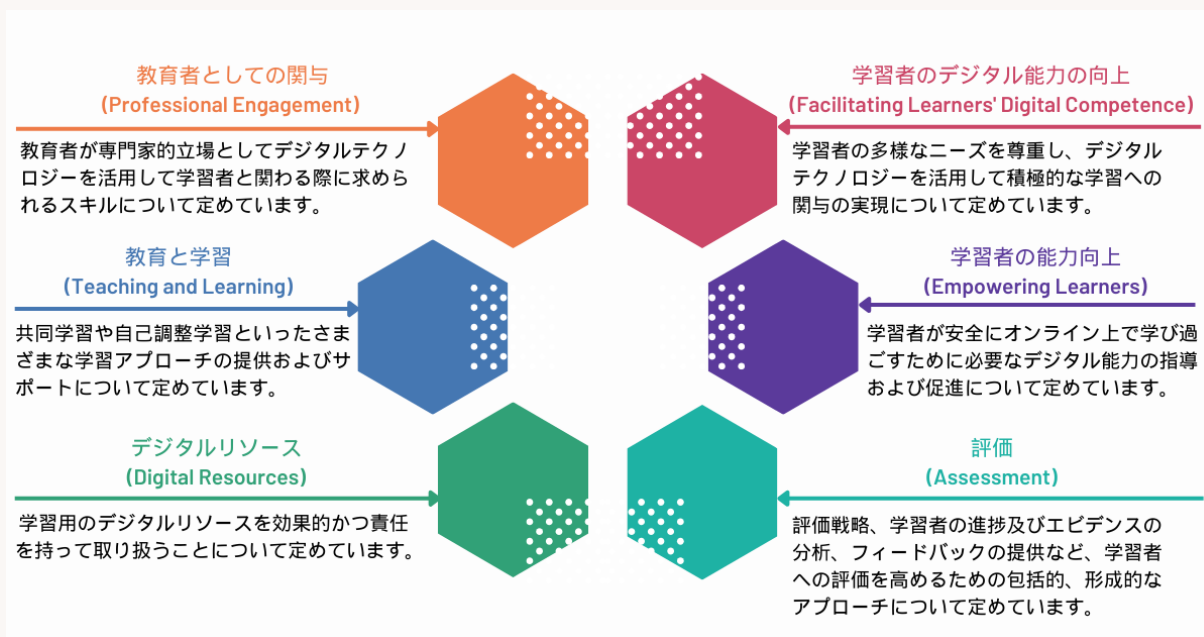 教育者としての関与
(Professional Engagement)
教育者が専門家的立場としてデジタルテクノ
ロジーを活用して学習者と関わる際に求めら
れるスキルについて定めています。
教育と学習
(Teaching and Learning)
共同学習や自己調整学習といったさま
ざまな学習アプローチの提供およびサ
ポートについて定めています。
デジタルリソース
(Digital Resources)
学習用のデジタルリソースを効果的かつ責任
を持って取り扱うことについて定めています。
学習者のデジタル能力の向上
(Facilitating Learners' Digital Competence)
学習者の多様なニーズを尊重し、デジタル
テクノロジーを活用して積極的な学習への
関与の実現について定めています。
学習者の能力向上
(Empowering Learners)
学習者が安全にオンライン上で学び過
ごすために必要なデジタル能力の指導
および促進について定めています。
評価
(Assessment)
評価戦略、学習者の進捗及びエビデンスの
分析、フィードバックの提供など、学習者
への評価を高めるための包括的、形成的な
アプローチについて定めています。